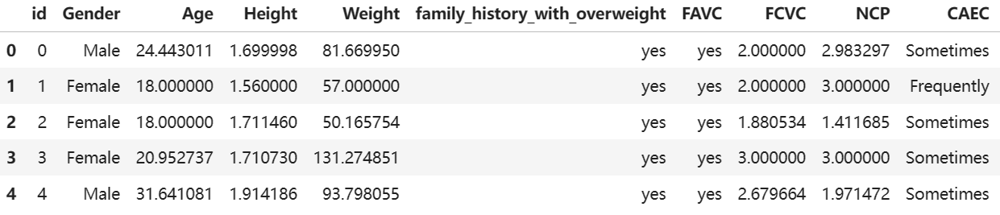 id Gender Age Height Weight family_history_with_overweight FAVC FCVC NCP CAEC
0 0 Male 24.443011 1.699998 81.669950 yes yes 2.000000 2.983297 Sometimes
1 1 Female 18.000000 1.560000 57.000000 yes yes 2.000000 3.000000 Frequently
2 2 Female 18.000000 1.711460 50.165754 yes yes 1.880534 1.411685 Sometimes
3 3 Female 20.952737 1.710730 131.274851 yes yes 3.000000 3.000000 Sometimes
4 4 Male 31.641081 1.914186 93.798055 yes yes 2.679664 1.971472 Sometimes